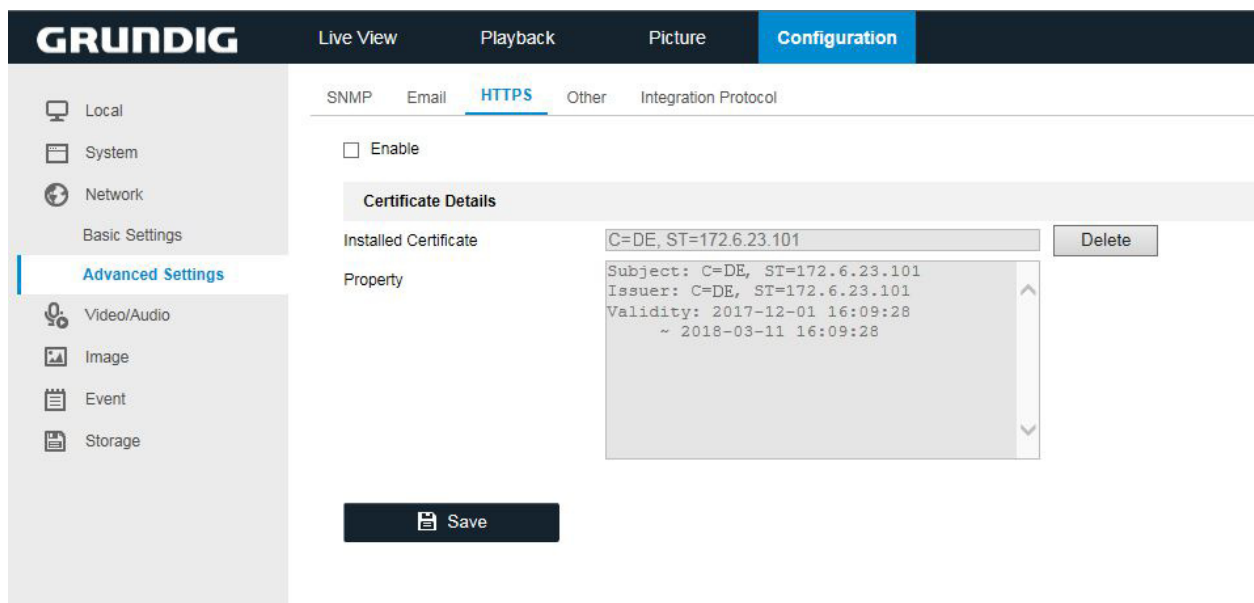 GRUNDIG Live View Playback Picture Configuration
SNMP Email HTTPS Other Integration Protocol
Local
System
Network
Basic Settings
Advanced Settings
Video/Audio
Image
Event
Storage
Enable
Certificate Details
Installed Certificate C=DE, ST=172.6.23.101 Delete
Property
Subject: C=DE, ST=172.6.23.101
Issuer: C=DE, ST=172.6.23.101
Validity: 2017-12-01 16:09:28
~ 2018-03-11 16:09:28
Save